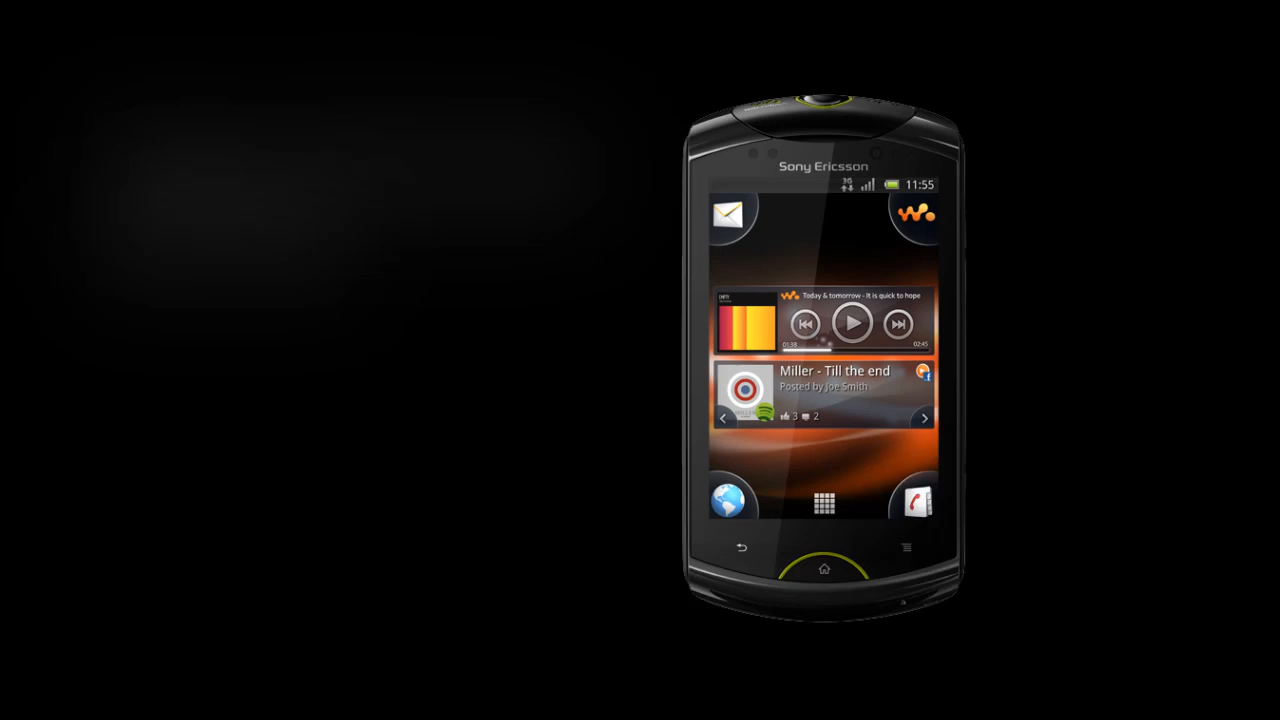 Sony Ericsson
3G
11:55
Today & tomorrow - It is quick to hope
01:38
02:45
Miller - Till the end
Posted by Joe Smith
3
2